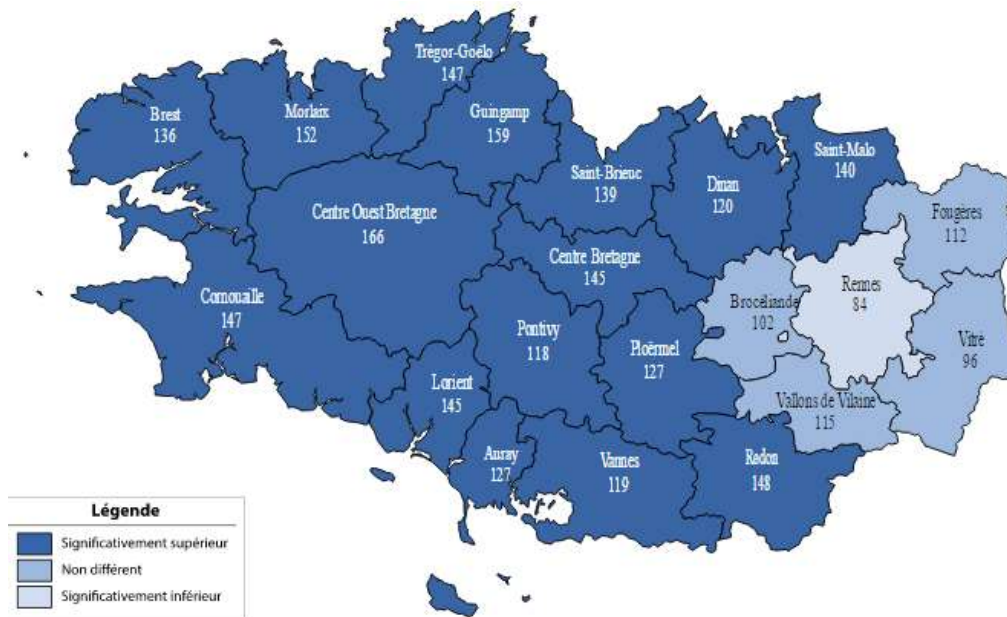 Trégor-Goëlo
147
Brest
136
Morlaix
152
Guingamp
159
Saint-Brieuc
139
Dinan
120
Saint-Malo
140
Fougères
112
Centre Ouest Bretagne
166
Centre Bretagne
145
Brocéliande
102
Rennes
84
Vitré
96
Cornouaille
147
Pontivy
118
Ploërmel
127
Lorient
145
Vallons de Vilaine
115
Auray
127
Vannes
119
Redon
148
Légende
Significativement supérieur
Non différent
Significativement inférieur